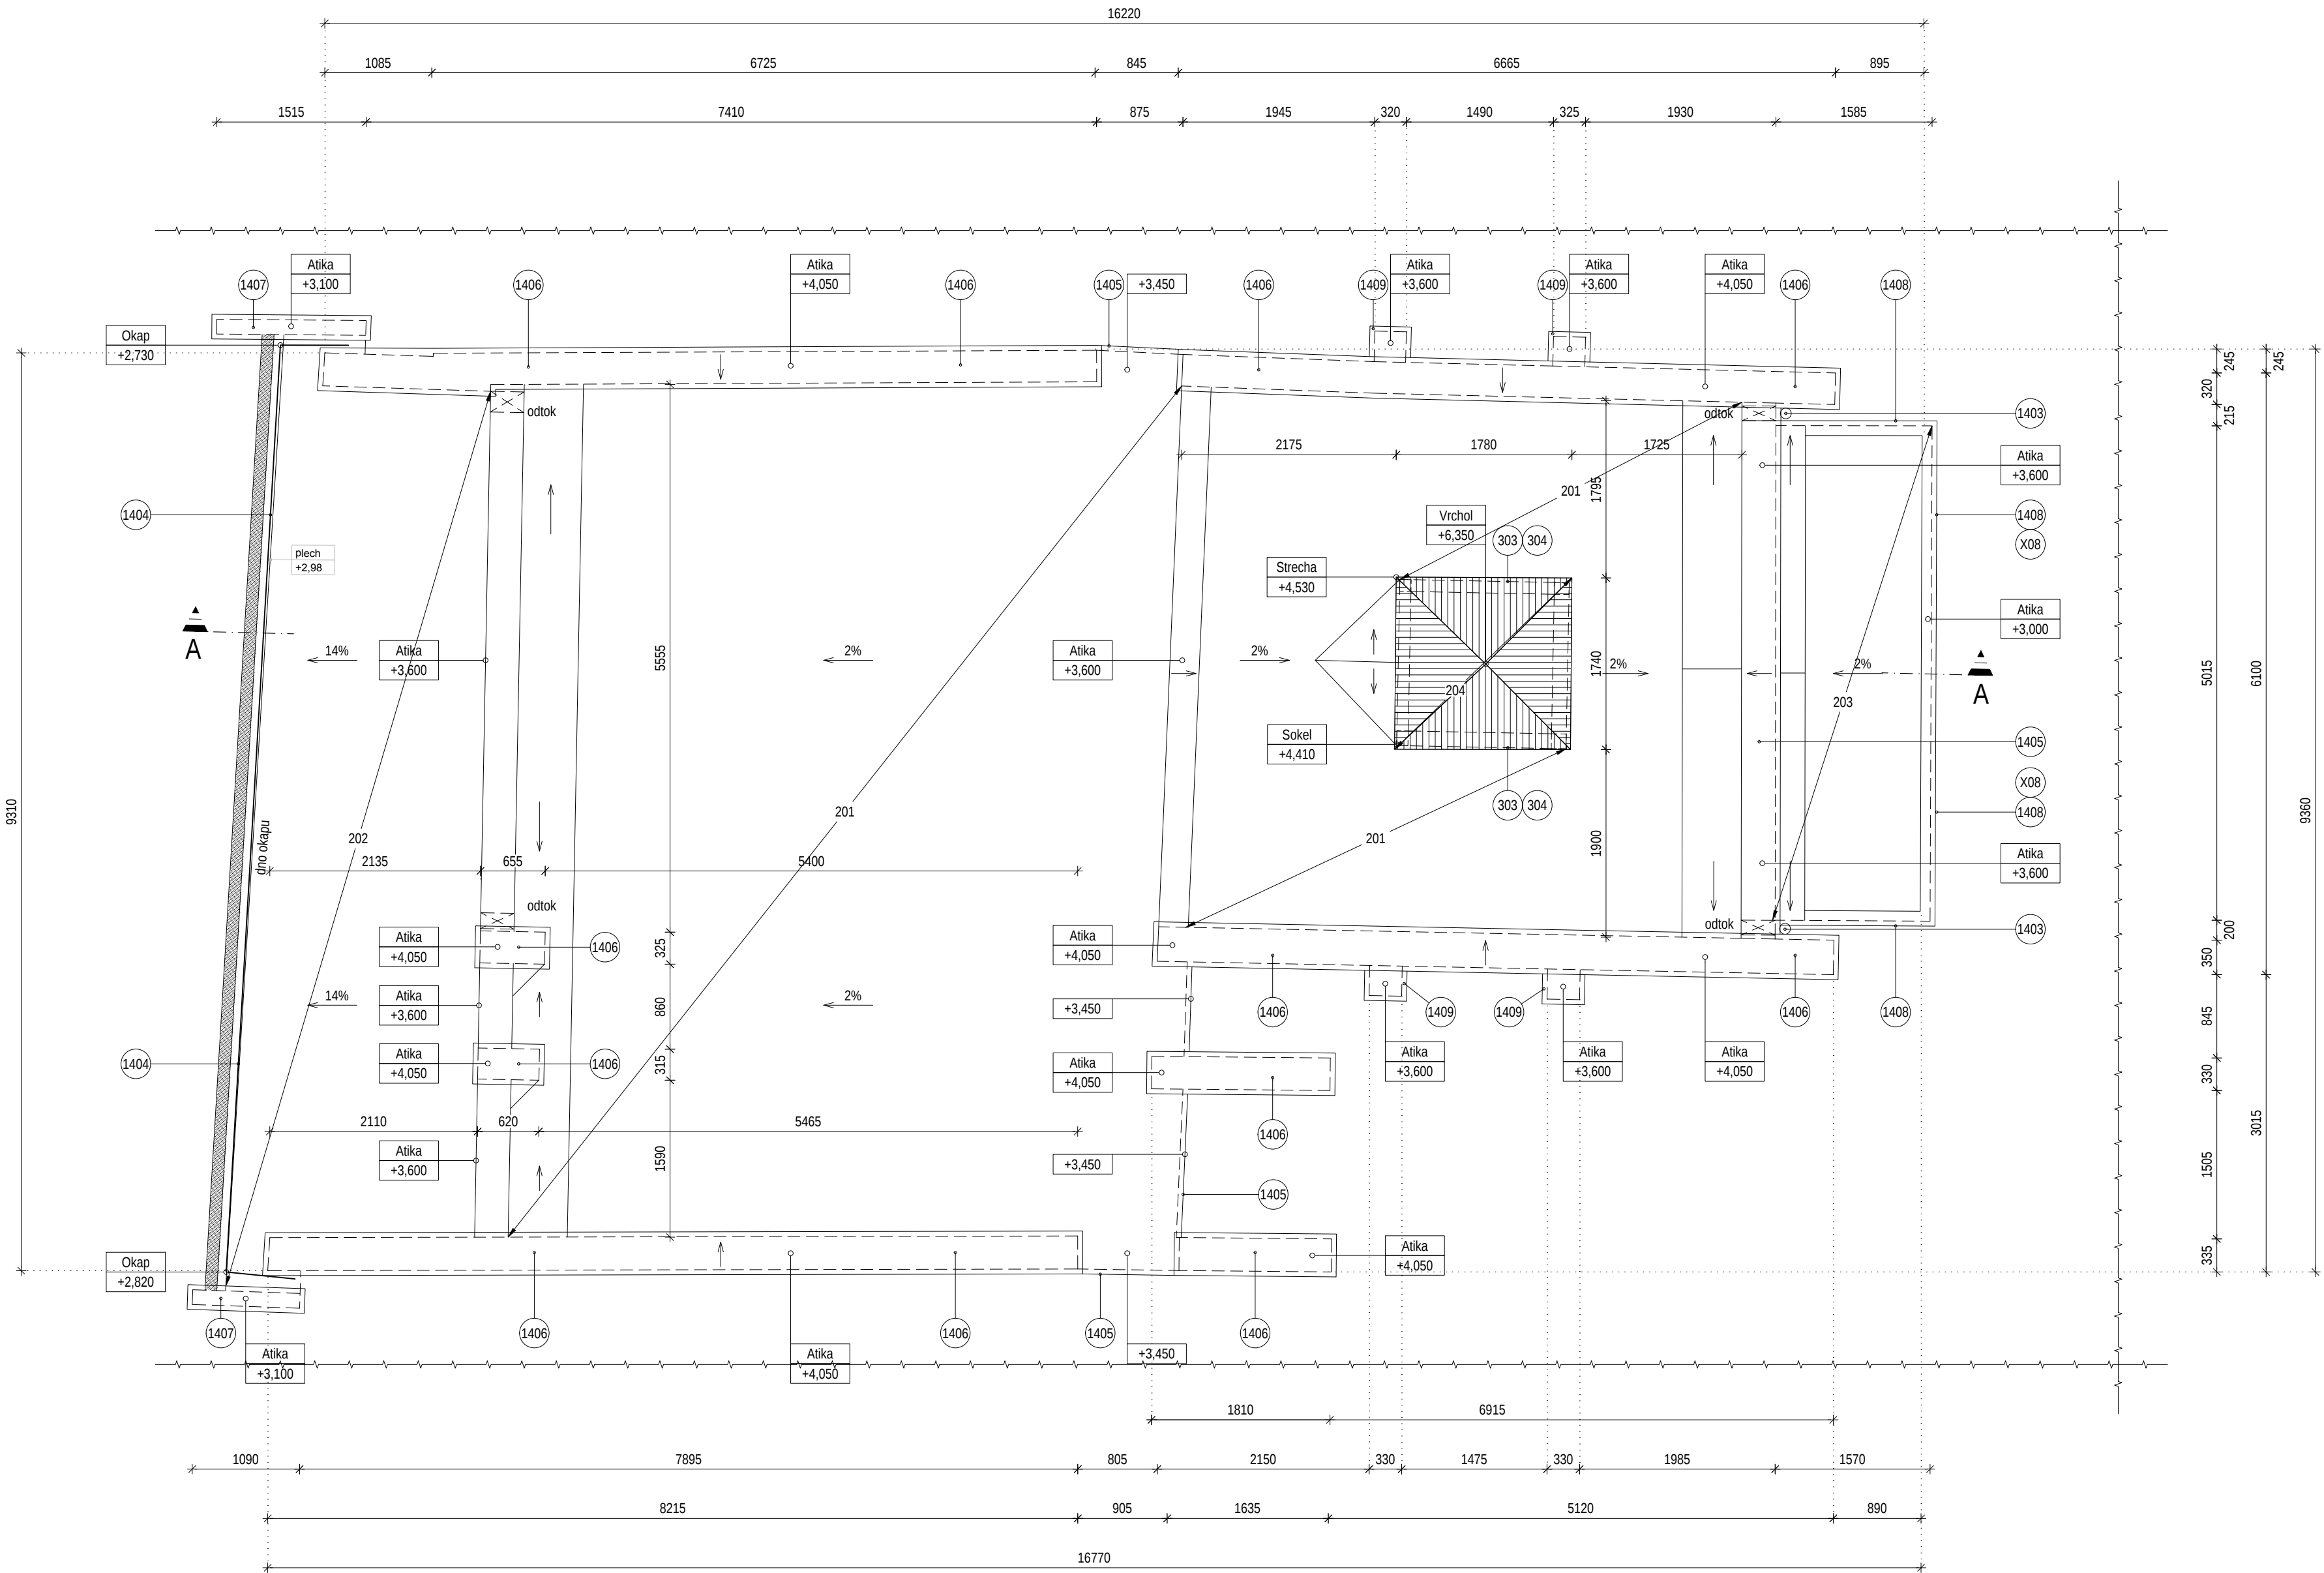 16220
1085 6725 845 6665 895
1515 7410 875 1945 320 1490 325 1930 1585
1407
Atika
+3,100
1406
Atika
+4,050
1406
1405
+3,450
1406
1409
Atika
+3,600
1409
Atika
+3,600
Atika
+4,050
1406
1408
Okap
+2,730
odtok
odtok
1403
2175 1780 1725
Atika
+3,600
201
1795
1404
Vrchol
+6,350
303 304
1408
X08
plech
+2,98
Strecha
+4,530
Atika
+3,000
A
14%
Atika
+3,600
5555
2%
Atika
+3,600
2%
1740
2%
2%
A
204
203
Sokel
+4,410
1405
X08
1408
303 304
202
201
201
1900
dno okapu
2135 655 5400
Atika
+3,600
odtok
odtok
1403
Atika
+4,050
1406
325
Atika
+4,050
14%
Atika
+3,600
860
2%
+3,450
1406
1409
1409
1406
1408
1404
Atika
+4,050
1406
315
Atika
+4,050
Atika
+3,600
Atika
+3,600
Atika
+4,050
2110 620 5465
1406
Atika
+3,600
1590
+3,450
1405
Okap
+2,820
Atika
+4,050
1407
Atika
+3,100
1406
Atika
+4,050
1406
1405
+3,450
1406
9310
245
320
215
5015
200
350
845
330
1505
335
245
6100
3015
9360
1810 6915
1090 7895 805 2150 330 1475 330 1985 1570
8215 905 1635 5120 890
16770